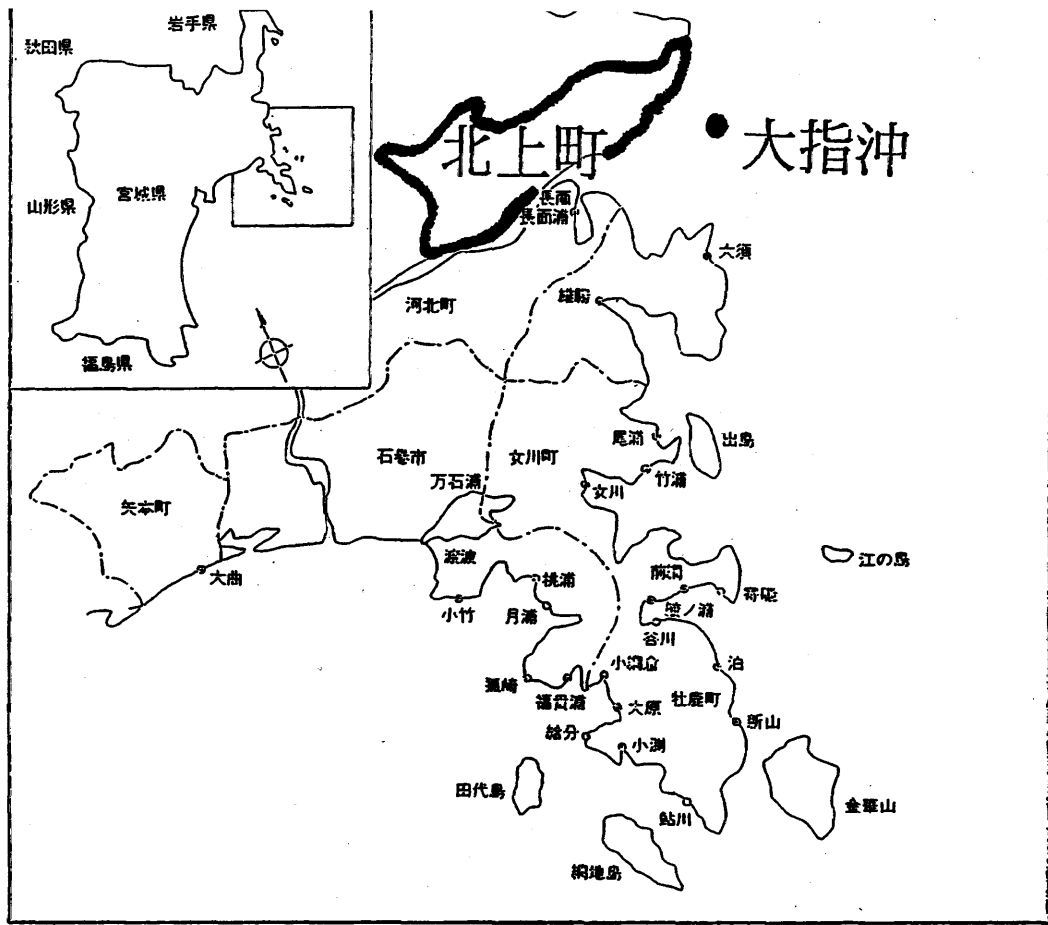 岩手県
秋田県
宮城県
山形県
福島県
北上町
大指沖
長面
長面浦
大須
雄勝
河北町
尾浦
出島
石巻市
女川町
竹浦
万石浦
女川
矢本町
渡波
江の島
大曲
桃浦
前網
寄磯
小竹
月浦
鮫ノ浦
谷川
小網倉
泊
狐崎
福貴浦
牡鹿町
大原
新山
給分
小渕
田代島
鮎川
金華山
網地島